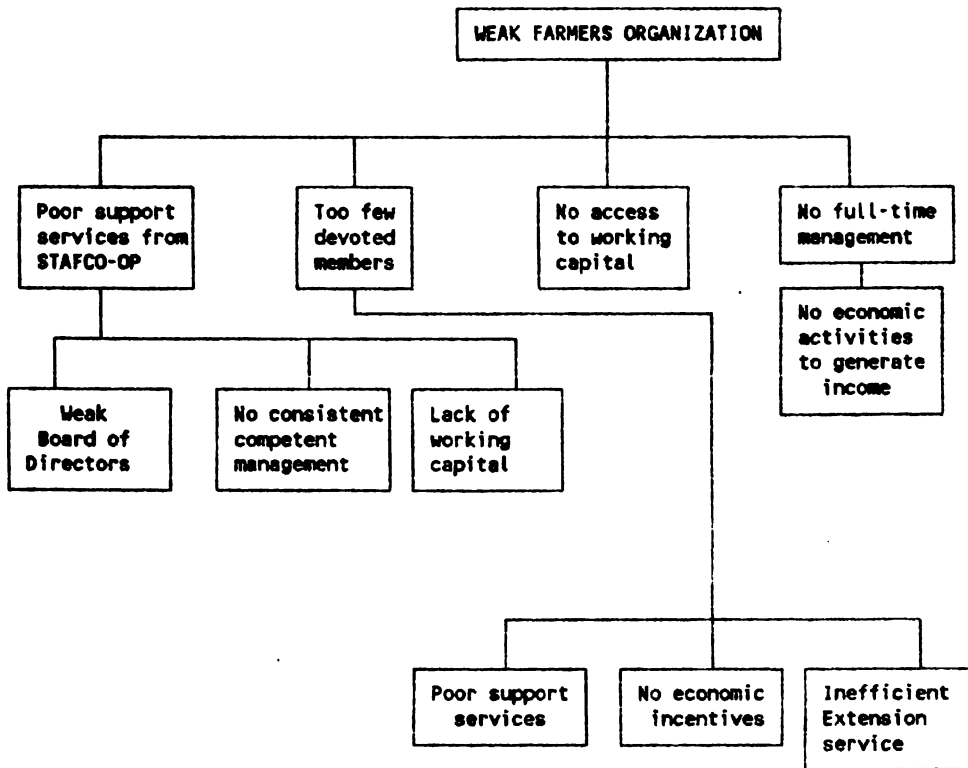 WEAK FARMERS ORGANIZATION
Poor support
services from
STAFCO-OP
Too few
devoted
members
No access
to working
capital
No full-time
management
No economic
activities
to generate
income
Weak
Board of
Directors
No consistent
competent
management
Lack of
working
capital
Poor support
services
No economic
incentives
Inefficient
Extension
service